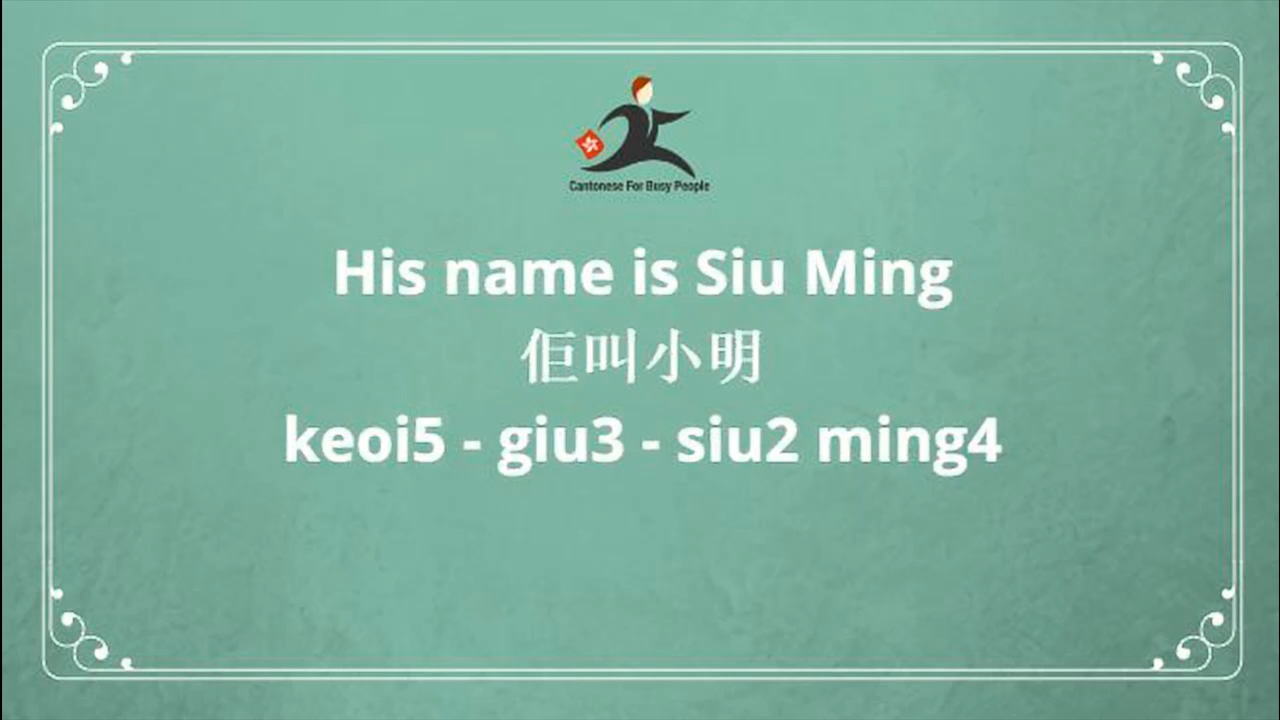 Cantonese For Busy People
His name is Siu Ming
佢叫小明
keoi5 - giu3 - siu2 ming4